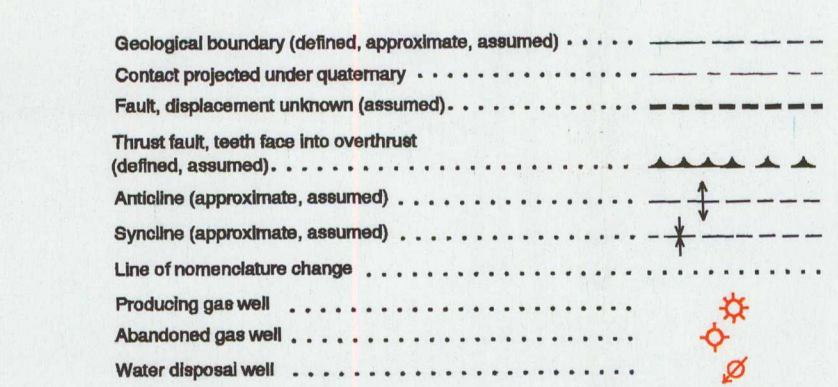 Geological boundary (defined, approximate, assumed)
Contact projected under quaternary
Fault, displacement unknown (assumed)
Thrust fault, teeth face into overthrust
(defined, assumed)
Anticline (approximate, assumed)
Syncline (approximate, assumed)
Line of nomenclature change
Producing gas well
Abandoned gas well
Water disposal well